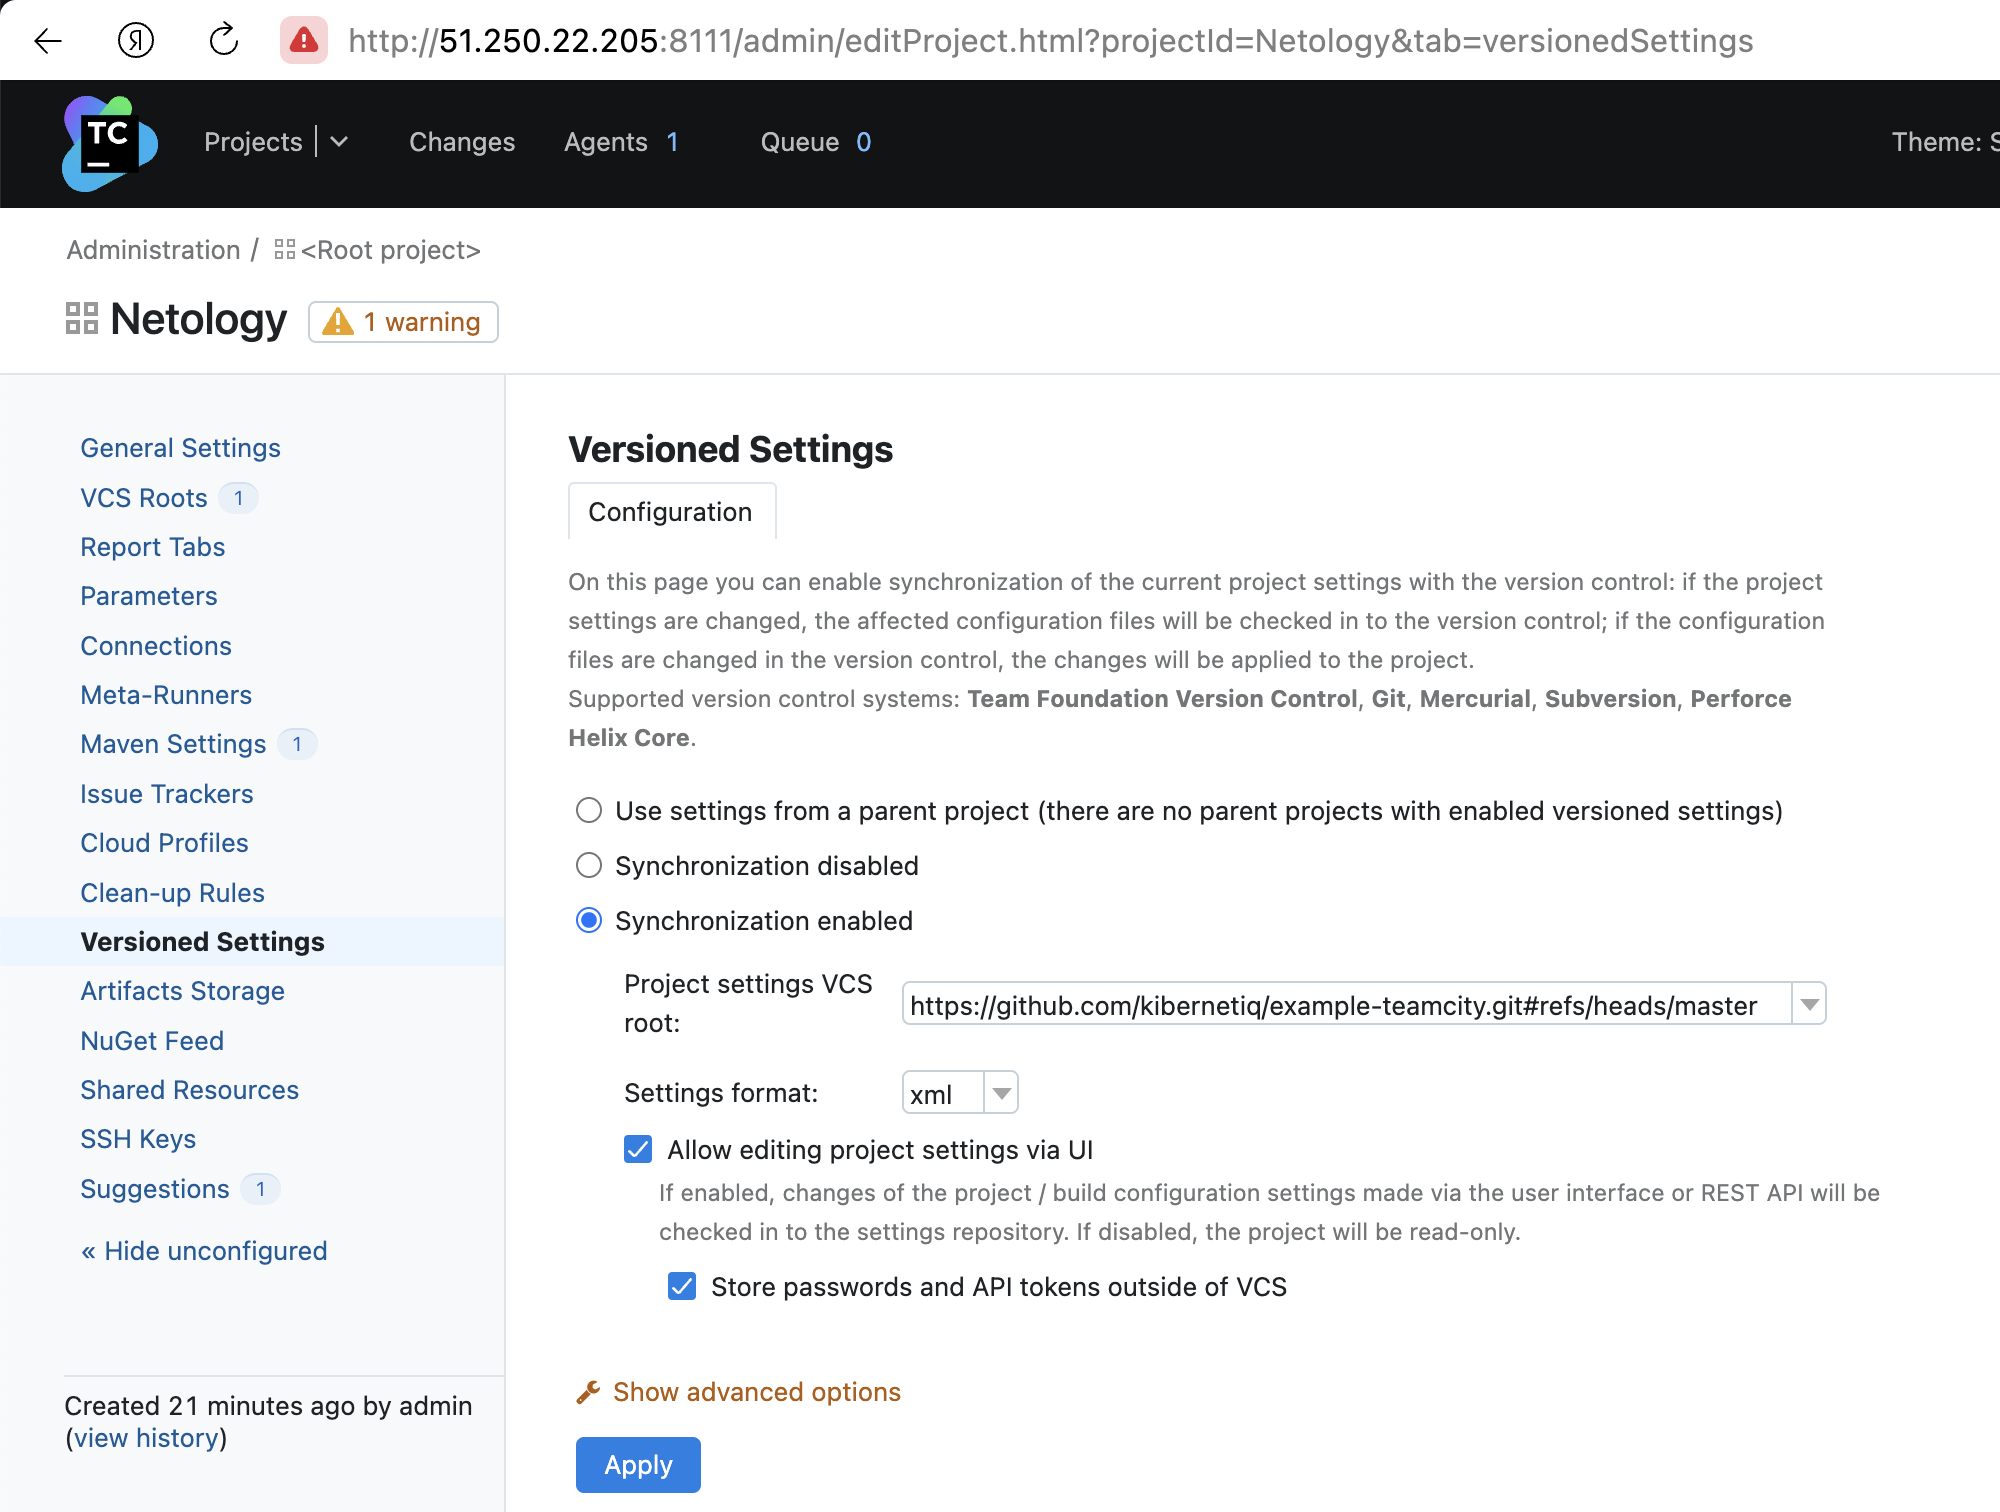 http://51.250.22.205:8111/admin/editProject.html?projectId=Netology&tab=versionedSettings
TC
Projects
Changes
Agents 1
Queue 0
Theme: S
Administration / <Root project>
Netology
1 warning
General Settings
VCS Roots 1
Report Tabs
Parameters
Connections
Meta-Runners
Maven Settings 1
Issue Trackers
Cloud Profiles
Clean-up Rules
Versioned Settings
Artifacts Storage
NuGet Feed
Shared Resources
SSH Keys
Suggestions 1
« Hide unconfigured
Created 21 minutes ago by admin
(view history)
Versioned Settings
Configuration
On this page you can enable synchronization of the current project settings with the version control: if the project
settings are changed, the affected configuration files will be checked in to the version control; if the configuration
files are changed in the version control, the changes will be applied to the project.
Supported version control systems: Team Foundation Version Control, Git, Mercurial, Subversion, Perforce
Helix Core.
Use settings from a parent project (there are no parent projects with enabled versioned settings)
Synchronization disabled
Synchronization enabled
Project settings VCS
root:
https://github.com/kibernetiq/example-teamcity.git#refs/heads/master
Settings format:
xml
Allow editing project settings via UI
If enabled, changes of the project / build configuration settings made via the user interface or REST API will be
checked in to the settings repository. If disabled, the project will be read-only.
Store passwords and API tokens outside of VCS
Show advanced options
Apply